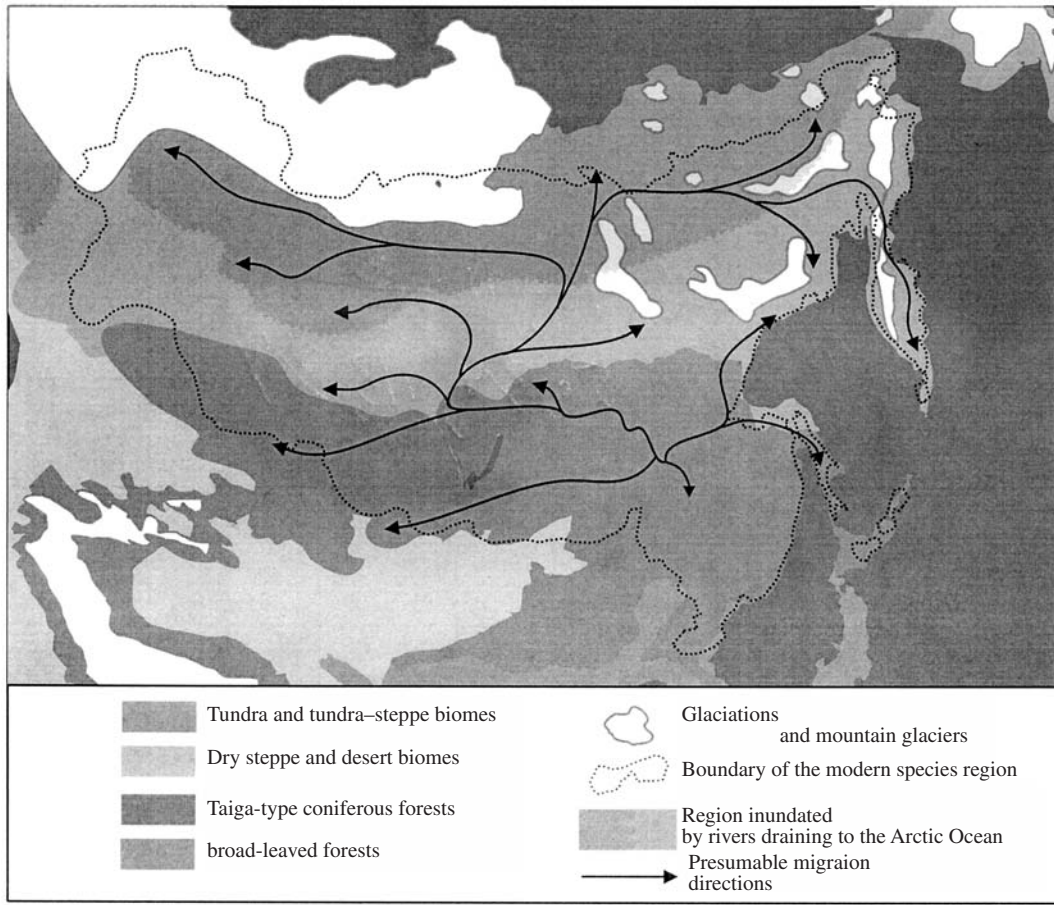 Tundra and tundra–steppe biomes
Dry steppe and desert biomes
Taiga-type coniferous forests
broad-leaved forests
Glaciations
and mountain glaciers
Boundary of the modern species region
Region inundated
by rivers draining to the Arctic Ocean
Presumable migraion
directions